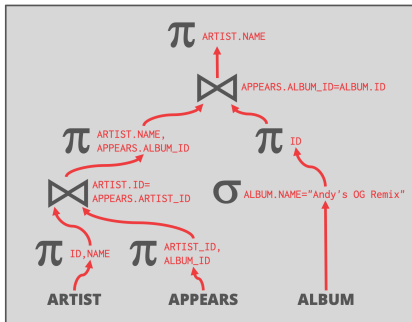 π ARTIST.NAME
⋈ APPEARS.ALBUM_ID=ALBUM.ID
π ARTIST.NAME,
APPEARS.ALBUM_ID
π ID
⋈ ARTIST.ID=
APPEARS.ARTIST_ID
σ ALBUM.NAME="Andy's OG Remix"
π ID,NAME
π ARTIST_ID,
ALBUM_ID
ARTIST
APPEARS
ALBUM